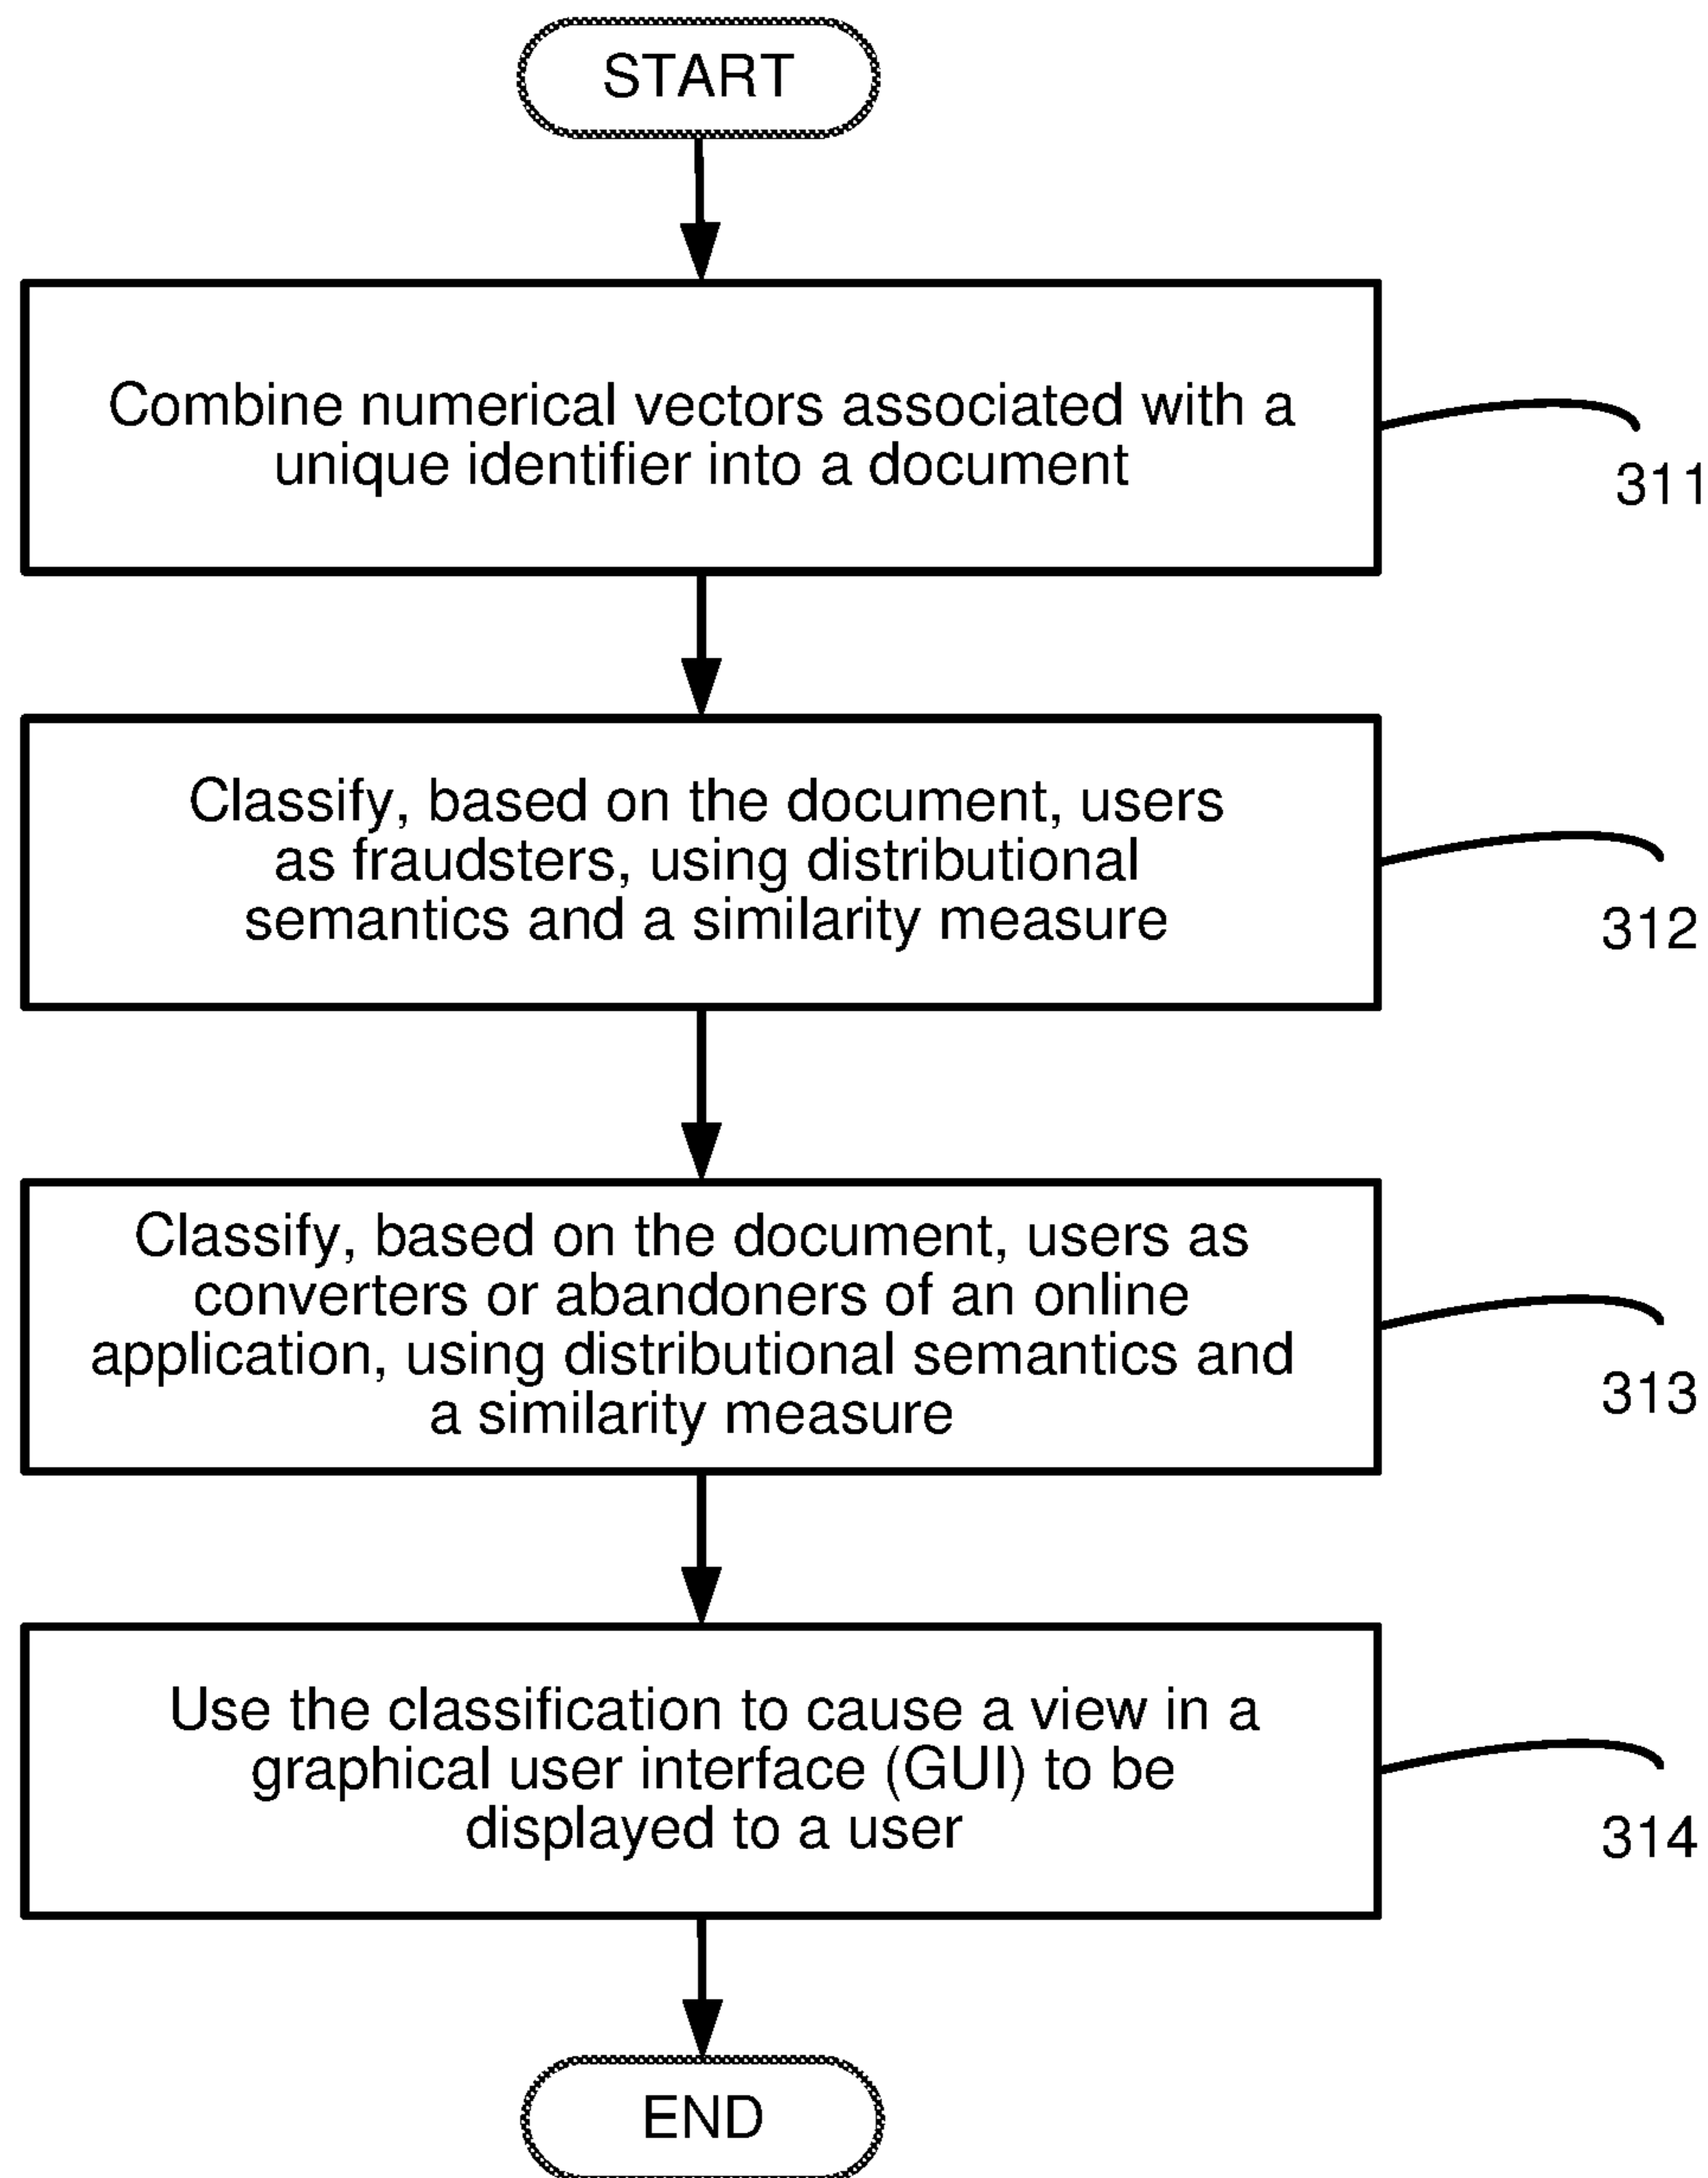 START
Combine numerical vectors associated with a
unique identifier into a document
311
Classify, based on the document, users
as fraudsters, using distributional
semantics and a similarity measure
312
Classify, based on the document, users as
converters or abandoners of an online
application, using distributional semantics and
a similarity measure
313
Use the classification to cause a view in a
graphical user interface (GUI) to be
displayed to a user
314
END